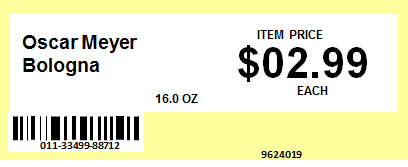 Oscar Meyer
Bologna
16.0 OZ
ITEM PRICE
$02.99
EACH
011-33499-88712
9624019